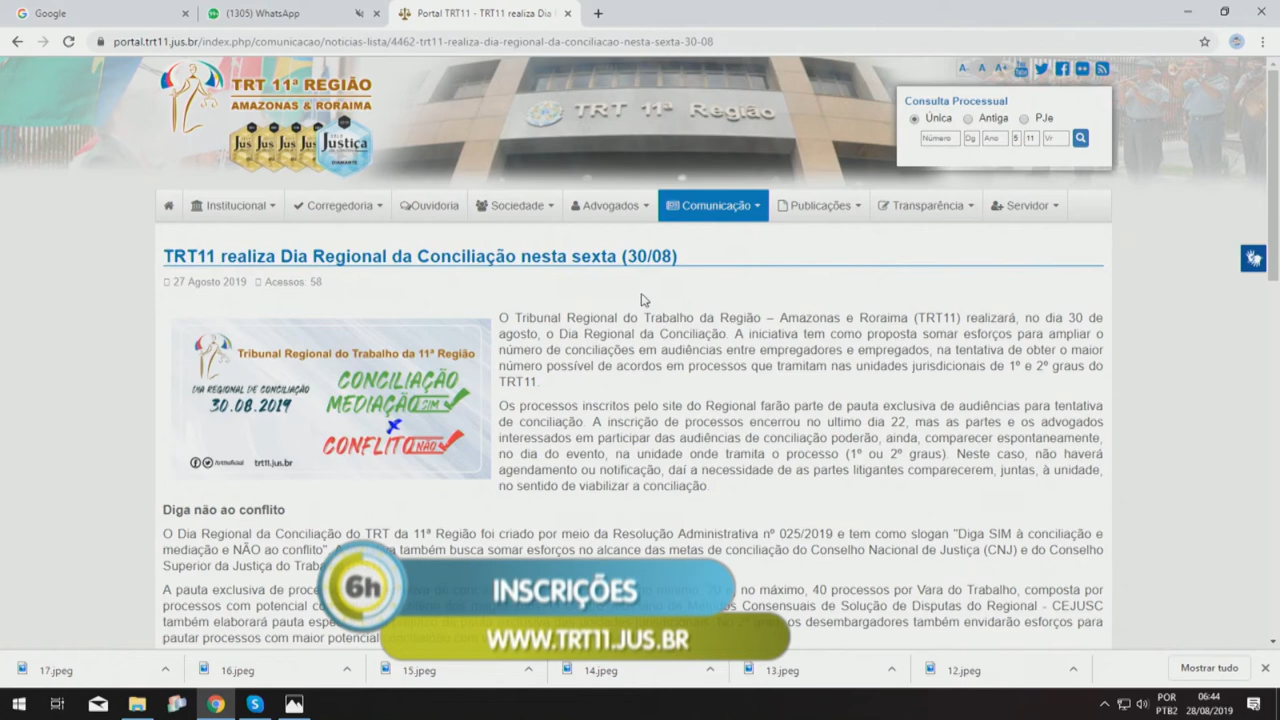 Google
(1305) WhatsApp
Portal TRT11 - TRT11 realiza Dia
portal.trt11.jus.br/index.php/comunicacao/noticias-lista/4462-trt11-realiza-dia-regional-da-conciliacao-nesta-sexta-30-08
TRT 11ª REGIÃO
AMAZONAS & RORAIMA
Jus Jus Jus Jus Justiça
DIAMANTE
TRT 11ª Região
A- A A+
Consulta Processual
Única Antiga PJe
Número Dg Ano 5 11 Vr
Institucional Corregedoria Ouvidoria Sociedade Advogados Comunicação Publicações Transparência Servidor
TRT11 realiza Dia Regional da Conciliação nesta sexta (30/08)
27 Agosto 2019 Acessos: 58
Tribunal Regional do Trabalho da 11ª Região
DIA REGIONAL DE CONCILIAÇÃO
30.08.2019
CONCILIAÇÃO
MEDIAÇÃO SIM
X
CONFLITO NÃO
trt11.jus.br
O Tribunal Regional do Trabalho da Região – Amazonas e Roraima (TRT11) realizará, no dia 30 de
agosto, o Dia Regional da Conciliação. A iniciativa tem como proposta somar esforços para ampliar o
número de conciliações em audiências entre empregadores e empregados, na tentativa de obter o maior
número possível de acordos em processos que tramitam nas unidades jurisdicionais de 1º e 2º graus do
TRT11.
Os processos inscritos pelo site do Regional farão parte de pauta exclusiva de audiências para tentativa
de conciliação. A inscrição de processos encerrou no ultimo dia 22, mas as partes e os advogados
interessados em participar das audiências de conciliação poderão, ainda, comparecer espontaneamente,
no dia do evento, na unidade onde tramita o processo (1º ou 2º graus). Neste caso, não haverá
agendamento ou notificação, daí a necessidade de as partes litigantes comparecerem, juntas, à unidade,
no sentido de viabilizar a conciliação.
Diga não ao conflito
O Dia Regional da Conciliação do TRT da 11ª Região foi criado por meio da Resolução Administrativa nº 025/2019 e tem como slogan "Diga SIM à conciliação e
mediação e NÃO ao conflito". também busca somar esforços no alcance das metas de conciliação do Conselho Nacional de Justiça (CNJ) e do Conselho
Superior da Justiça do
A pauta exclusiva de no máximo, 40 processos por Vara do Trabalho, composta por
processos com potencial Consensuais de Solução de Disputas do Regional - CEJUSC
também elaborará pauta os desembargadores também envidarão esforços para
pautar processos com maior potencial
6h
INSCRIÇÕES
WWW.TRT11.JUS.BR
17.jpeg 16.jpeg 15.jpeg 14.jpeg 13.jpeg 12.jpeg Mostrar tudo
POR 06:44
PTB2 28/08/2019